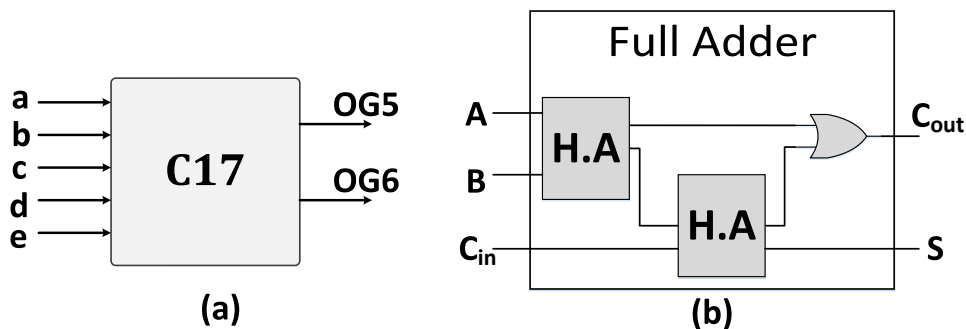 a
b
c
d
e
C17
OG5
OG6
(a)
Full Adder
A
B
Cin
H.A
H.A
Cout
S
(b)